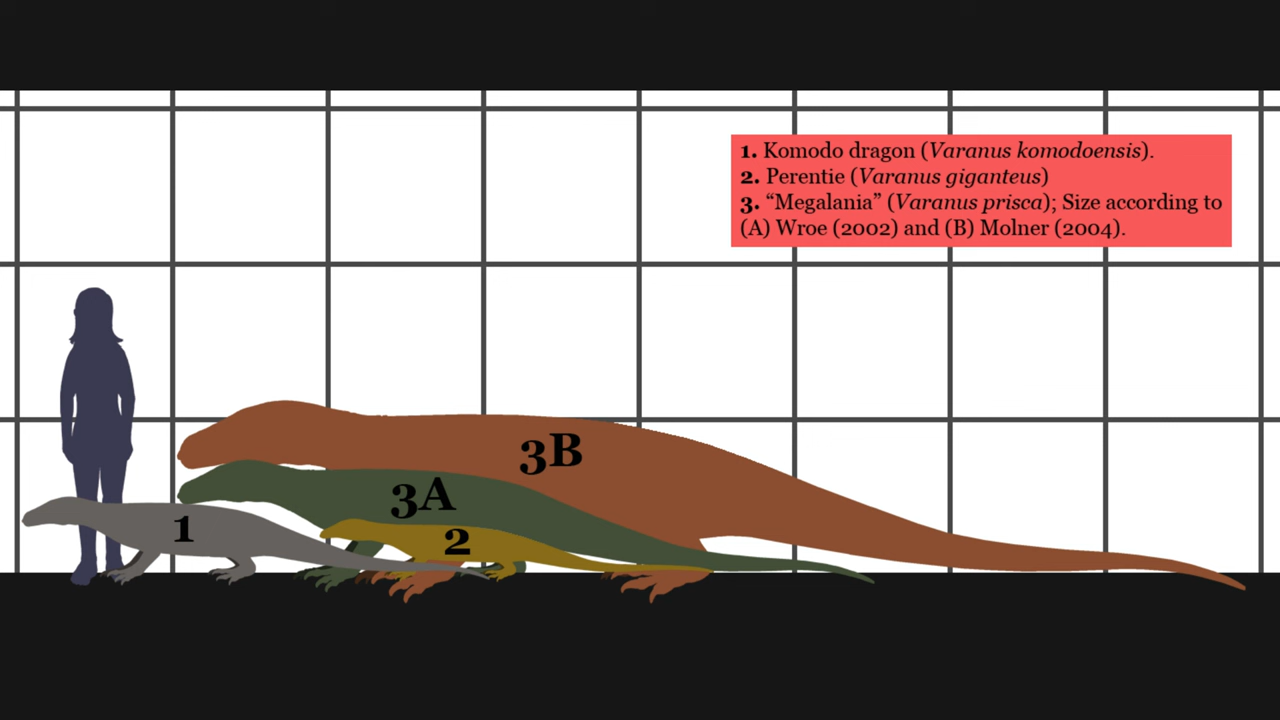 1. Komodo dragon (Varanus komodoensis).
2. Perentie (Varanus giganteus)
3. “Megalania” (Varanus prisca); Size according to
(A) Wroe (2002) and (B) Molner (2004).
3B
3A
1
2